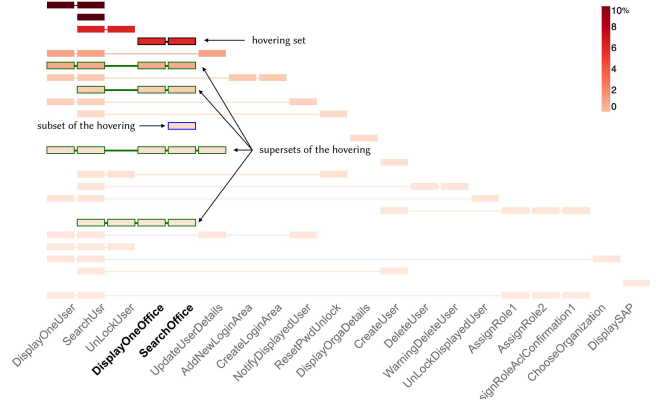 10%
hovering set
8
6
4
2
0
subset of the hovering
supersets of the hovering
DisplayOneUser
SearchUsr
UnLockUser
DisplayOneOffice
SearchOffice
UpdateUserDetails
AddNewLoginArea
CreateLoginArea
NotifyDisplayedUser
ResetPwdUnlock
DisplayOrgaDetails
CreateUser
DeleteUser
WarningDeleteUser
UnLockDisplayedUser
AssignRole1
AssignRole2
signRoleAclConfirmation1
ChooseOrganization
DisplaySAP